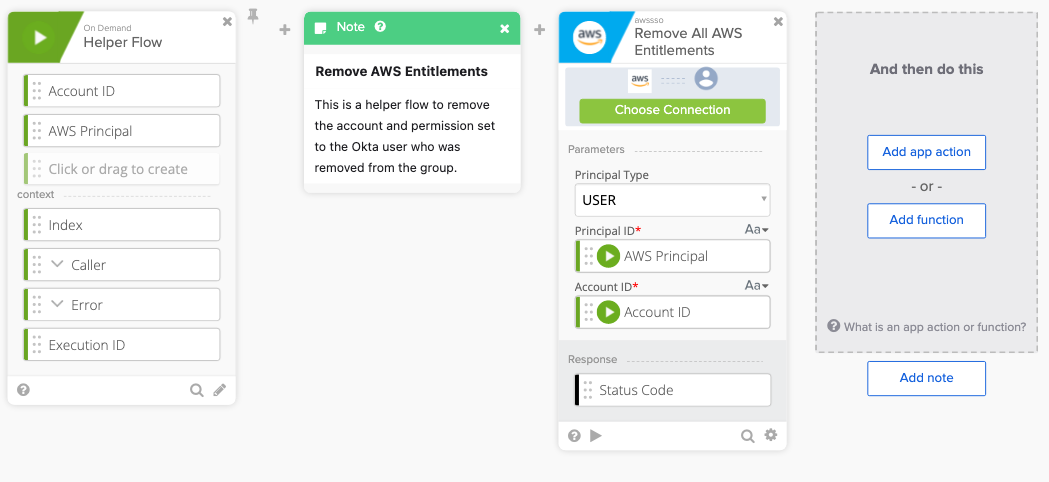 On Demand
Helper Flow
Account ID
AWS Principal
Click or drag to create
context
Index
Caller
Error
Execution ID
Note
Remove AWS Entitlements
This is a helper flow to remove
the account and permission set
to the Okta user who was
removed from the group.
aws
awssso
Remove All AWS
Entitlements
aws
Choose Connection
Parameters
Principal Type
USER
Principal ID*
Aa
AWS Principal
Account ID*
Aa
Account ID
Response
Status Code
And then do this
Add app action
- or -
Add function
What is an app action or function?
Add note